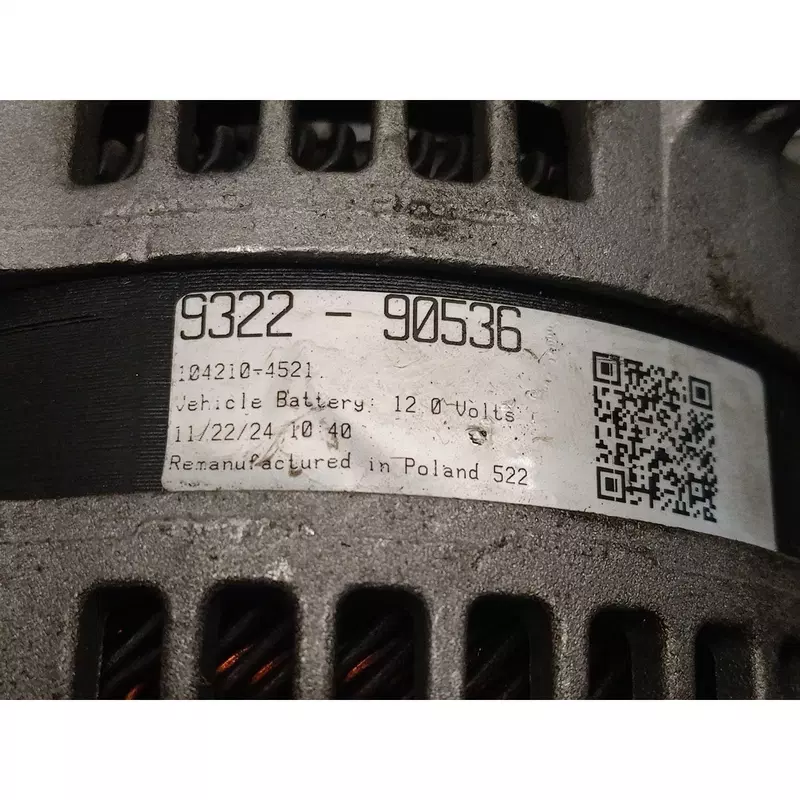 9322 - 90536
104210-4521
Vehicle Battery: 12.0 Volts
11/22/24 10:40
Remanufactured in Poland 522